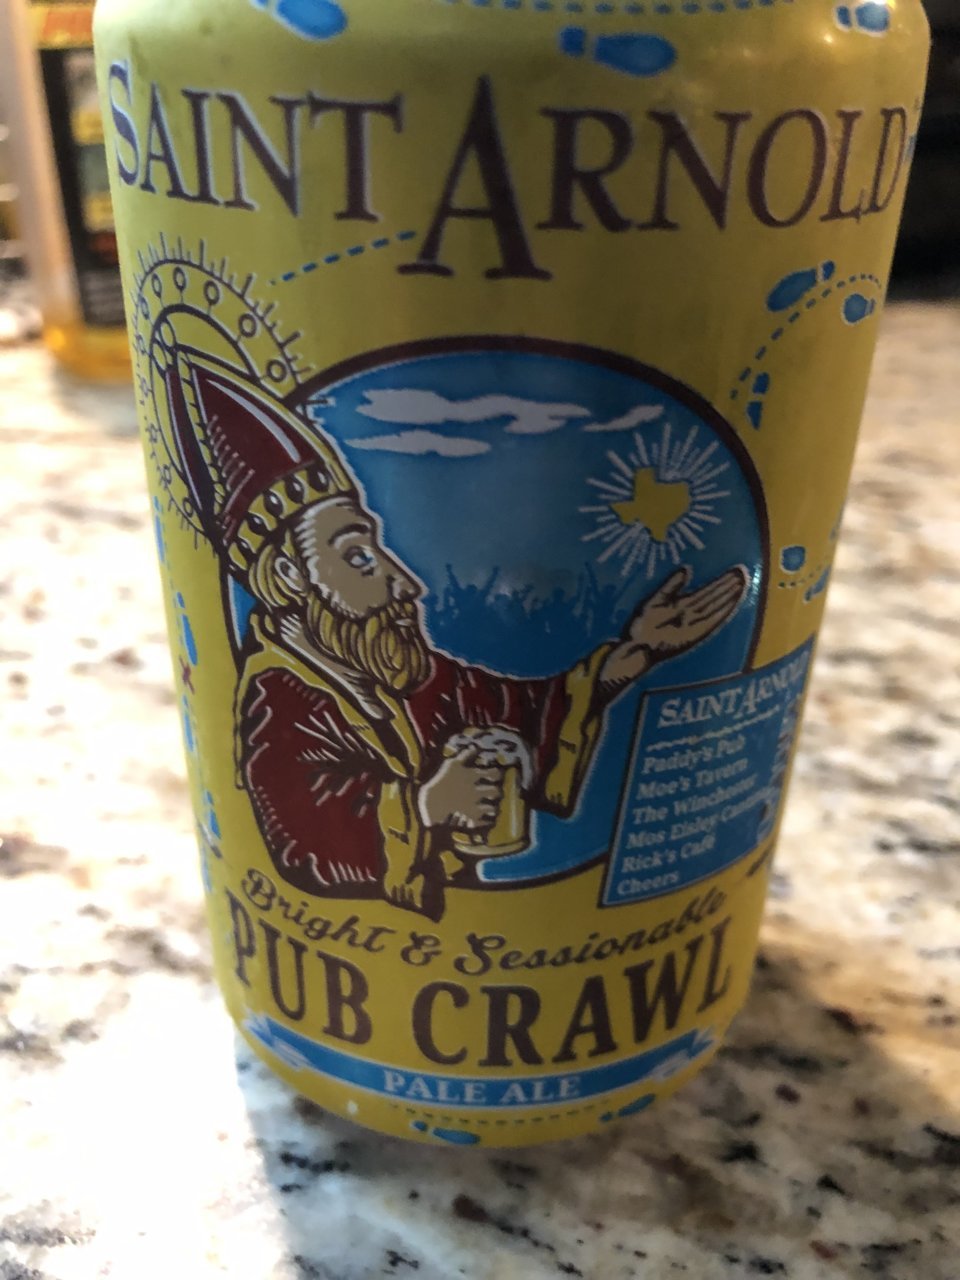 SAINT ARNOLD
SAINT ARNOLD
Paddy's Pub
Moe's Tavern
The Winchester
Mos Eisley Cantina
Rick's Café
Cheers
Bright & Sessionable
PUB CRAWL
PALE ALE